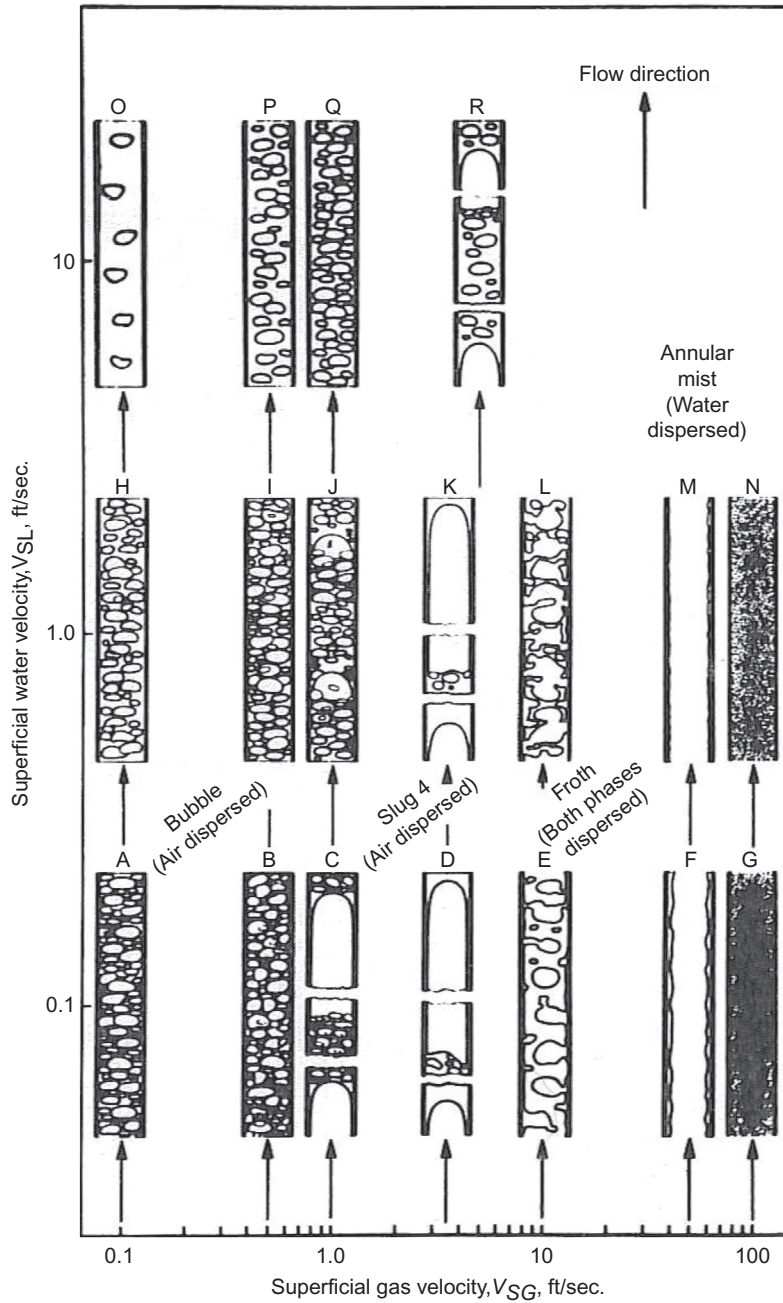 Flow direction
O P Q R
10
Annular
mist
(Water
dispersed)
H I J K L M N
1.0
Superficial water velocity,VSL, ft/sec.
Bubble
(Air dispersed)
Slug 4
(Air dispersed)
Froth
(Both phases
dispersed)
A B C D E F G
0.1
0.1 1.0 10 100
Superficial gas velocity,VSG, ft/sec.